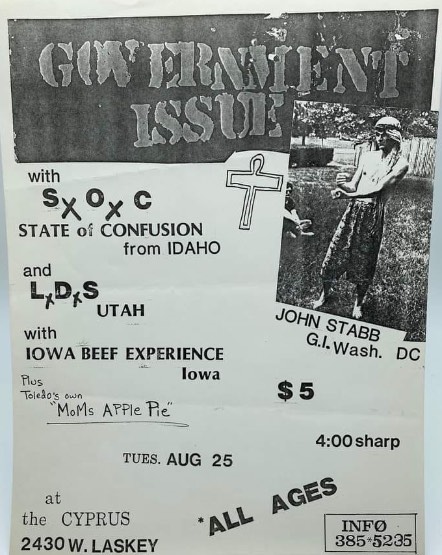 GOVERNMENT
ISSUE
with
SxOxC
STATE of CONFUSION
from IDAHO
and
LxDxS
UTAH
with
IOWA BEEF EXPERIENCE
Iowa
Plus
Toledo's own
"MoMs APPle Pie"
JOHN STABB
G.I. Wash. DC
$5
4:00 sharp
TUES. AUG 25
at
the CYPRUS
2430 W. LASKEY
*ALL AGES
INFØ
385*5235